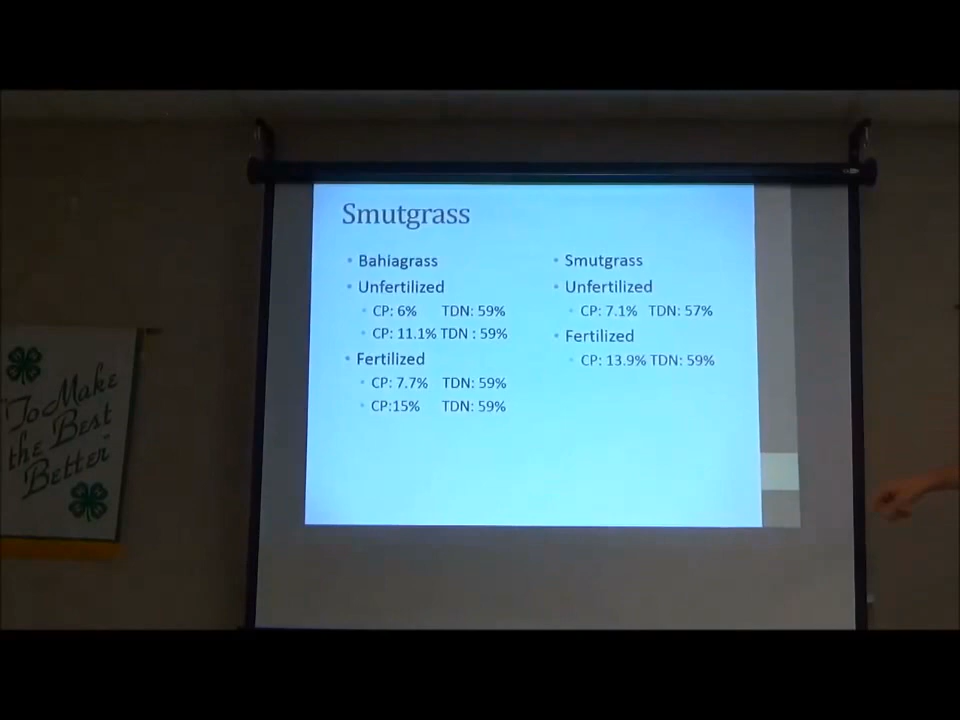 Smutgrass
• Bahiagrass
• Unfertilized
• CP: 6% TDN: 59%
• CP: 11.1% TDN : 59%
• Fertilized
• CP: 7.7% TDN: 59%
• CP:15% TDN: 59%
• Smutgrass
• Unfertilized
• CP: 7.1% TDN: 57%
• Fertilized
• CP: 13.9% TDN: 59%
"To Make
the Best
Better"